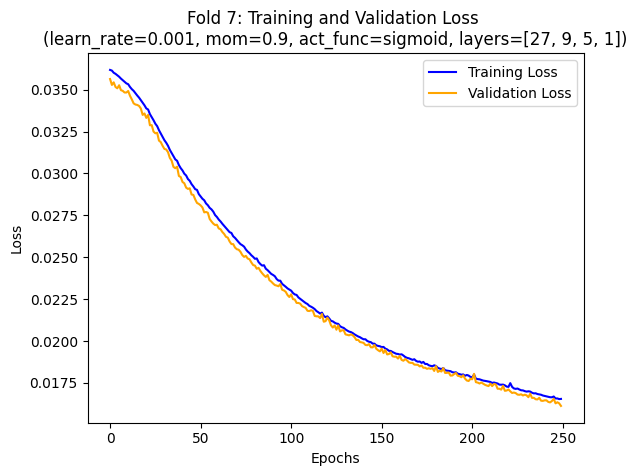 Fold 7: Training and Validation Loss
(learn_rate=0.001, mom=0.9, act_func=sigmoid, layers=[27, 9, 5, 1])
Training Loss
Validation Loss
Loss
0.0350
0.0325
0.0300
0.0275
0.0250
0.0225
0.0200
0.0175
0 50 100 150 200 250
Epochs